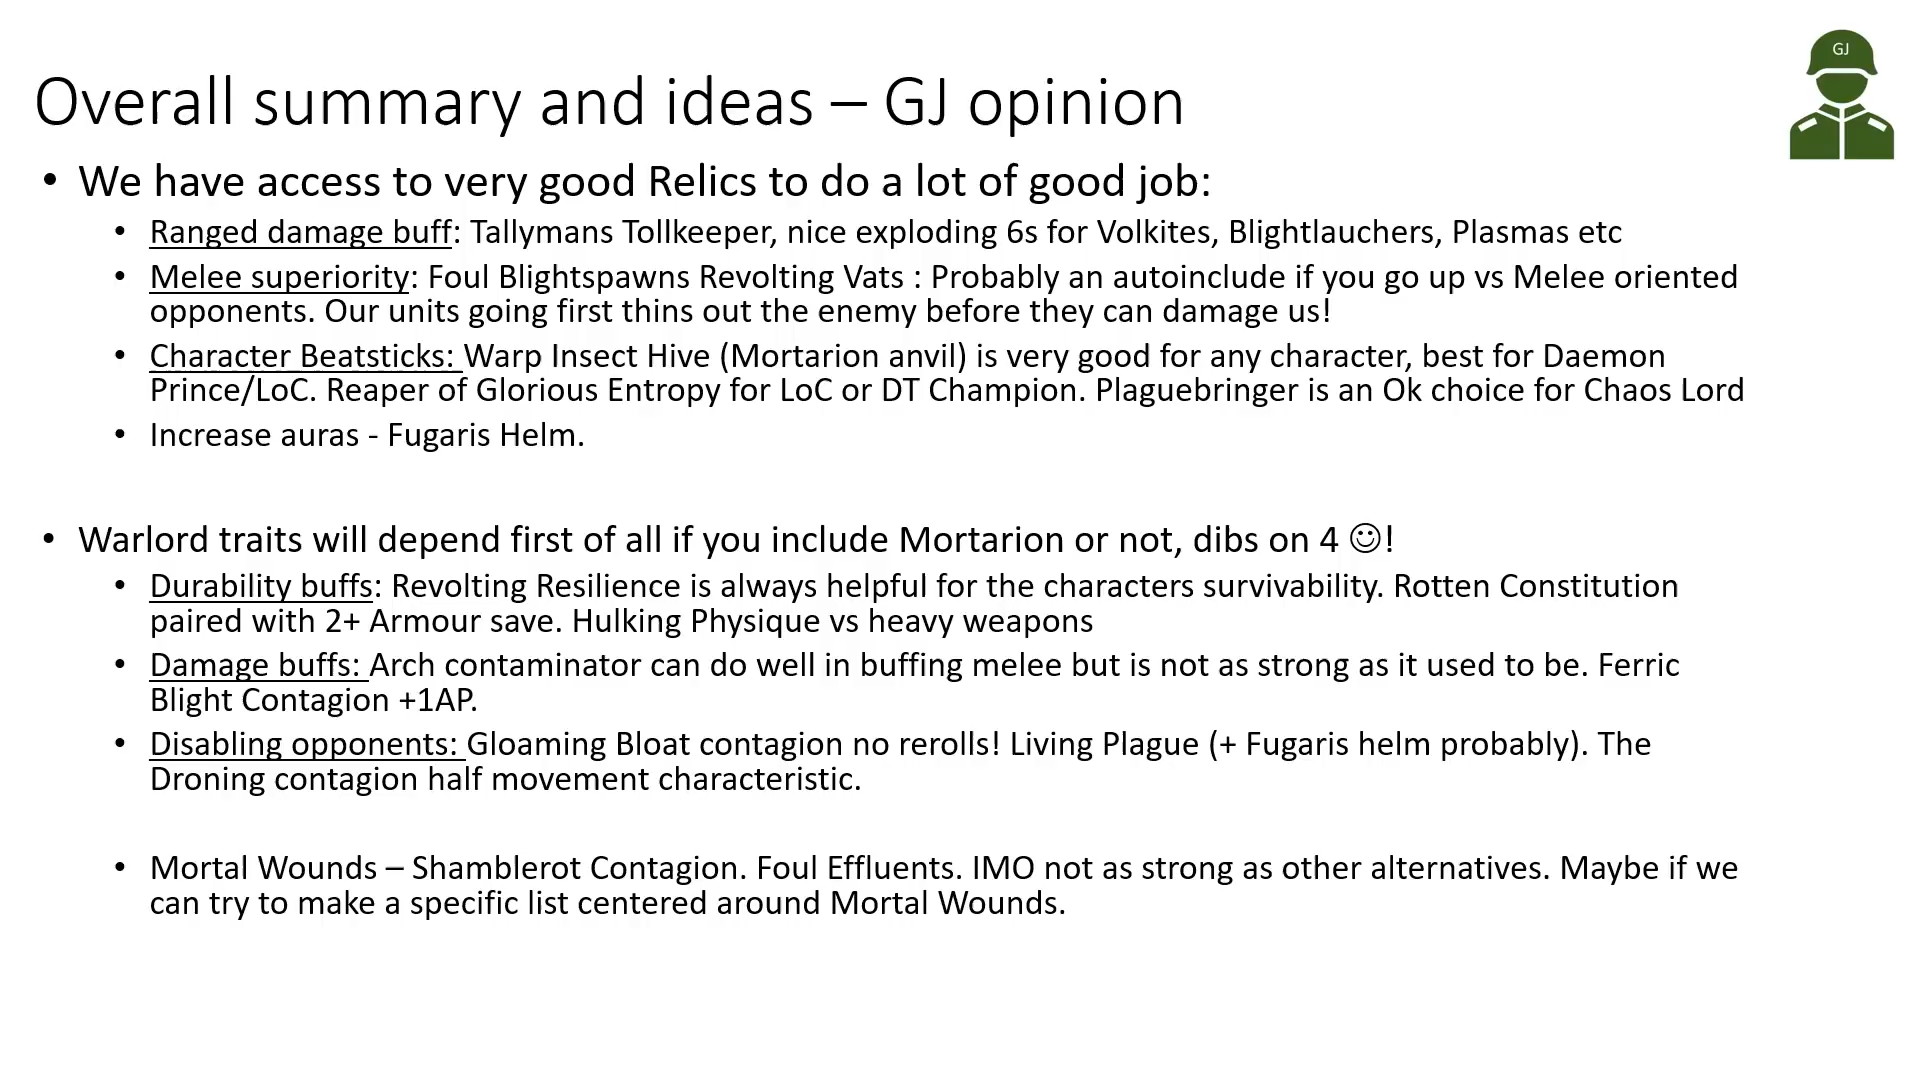 GJ
Overall summary and ideas – GJ opinion
• We have access to very good Relics to do a lot of good job:
• Ranged damage buff: Tallymans Tollkeeper, nice exploding 6s for Volkites, Blightlauchers, Plasmas etc
• Melee superiority: Foul Blightspawns Revolting Vats : Probably an autoinclude if you go up vs Melee oriented
opponents. Our units going first thins out the enemy before they can damage us!
• Character Beatsticks: Warp Insect Hive (Mortarion anvil) is very good for any character, best for Daemon
Prince/LoC. Reaper of Glorious Entropy for LoC or DT Champion. Plaguebringer is an Ok choice for Chaos Lord
• Increase auras - Fugaris Helm.
• Warlord traits will depend first of all if you include Mortarion or not, dibs on 4 ☺!
• Durability buffs: Revolting Resilience is always helpful for the characters survivability. Rotten Constitution
paired with 2+ Armour save. Hulking Physique vs heavy weapons
• Damage buffs: Arch contaminator can do well in buffing melee but is not as strong as it used to be. Ferric
Blight Contagion +1AP.
• Disabling opponents: Gloaming Bloat contagion no rerolls! Living Plague (+ Fugaris helm probably). The
Droning contagion half movement characteristic.
• Mortal Wounds – Shamblerot Contagion. Foul Effluents. IMO not as strong as other alternatives. Maybe if we
can try to make a specific list centered around Mortal Wounds.